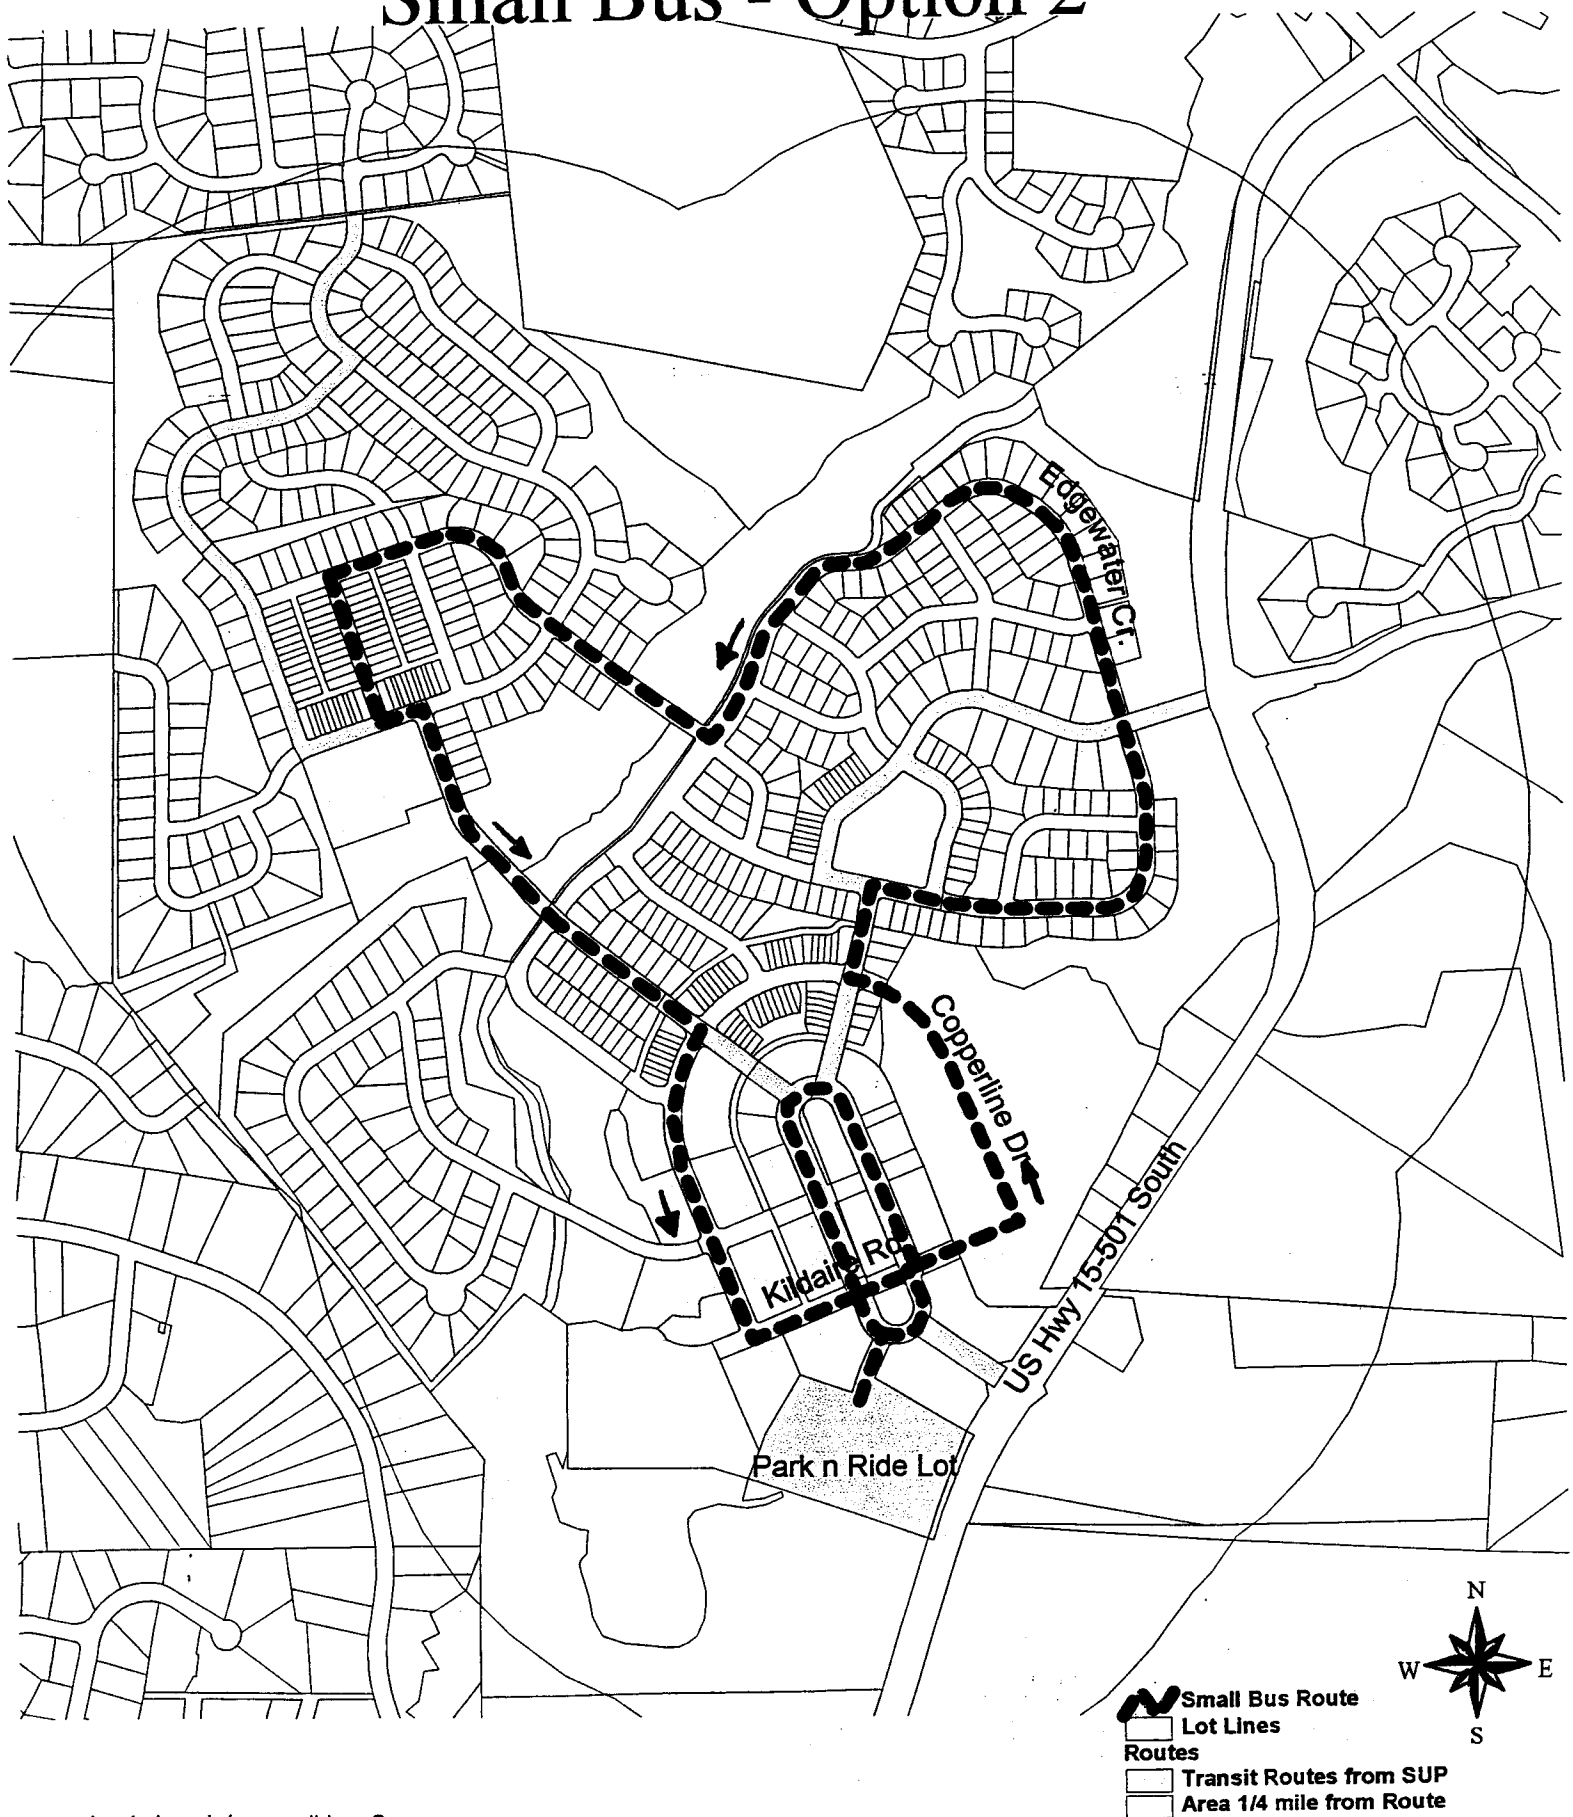 Small Bus - Option 2
Edgewater Cr.
Copperline Dr.
Kildaire Rd
US Hwy 15-501 South
Park n Ride Lot
N
W
E
S
Small Bus Route
Lot Lines
Routes
Transit Routes from SUP
Area 1/4 mile from Route